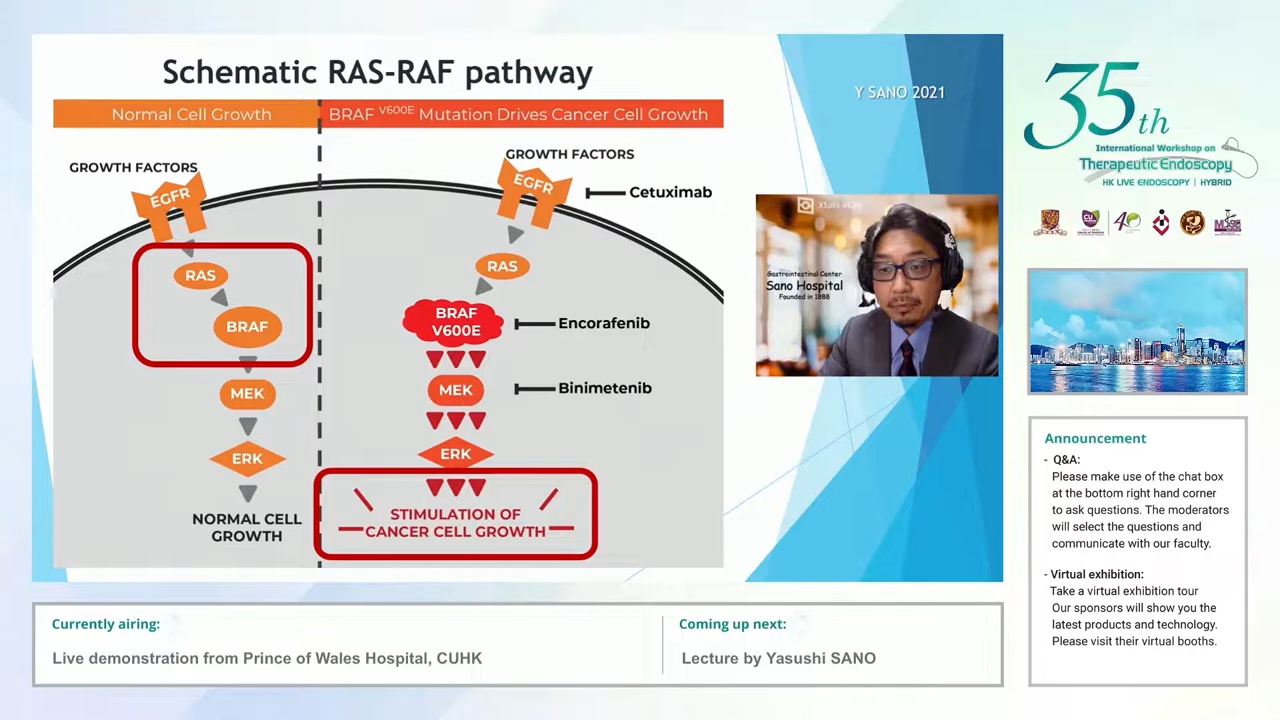 Schematic RAS-RAF pathway
Y SANO 2021
Normal Cell Growth
BRAF V600E Mutation Drives Cancer Cell Growth
GROWTH FACTORS
EGFR
RAS
BRAF
MEK
ERK
NORMAL CELL
GROWTH
GROWTH FACTORS
EGFR
Cetuximab
RAS
BRAF
V600E
Encorafenib
MEK
Binimetenib
ERK
STIMULATION OF
CANCER CELL GROWTH
Gastrointestinal Center
Sano Hospital
Founded in 1888
35th
International Workshop on
Therapeutic Endoscopy
HK LIVE ENDOSCOPY | HYBRID
Announcement
- Q&A:
Please make use of the chat box
at the bottom right hand corner
to ask questions. The moderators
will select the questions and
communicate with our faculty.
- Virtual exhibition:
Take a virtual exhibition tour
Our sponsors will show you the
latest products and technology.
Please visit their virtual booths.
Currently airing:
Live demonstration from Prince of Wales Hospital, CUHK
Coming up next:
Lecture by Yasushi SANO